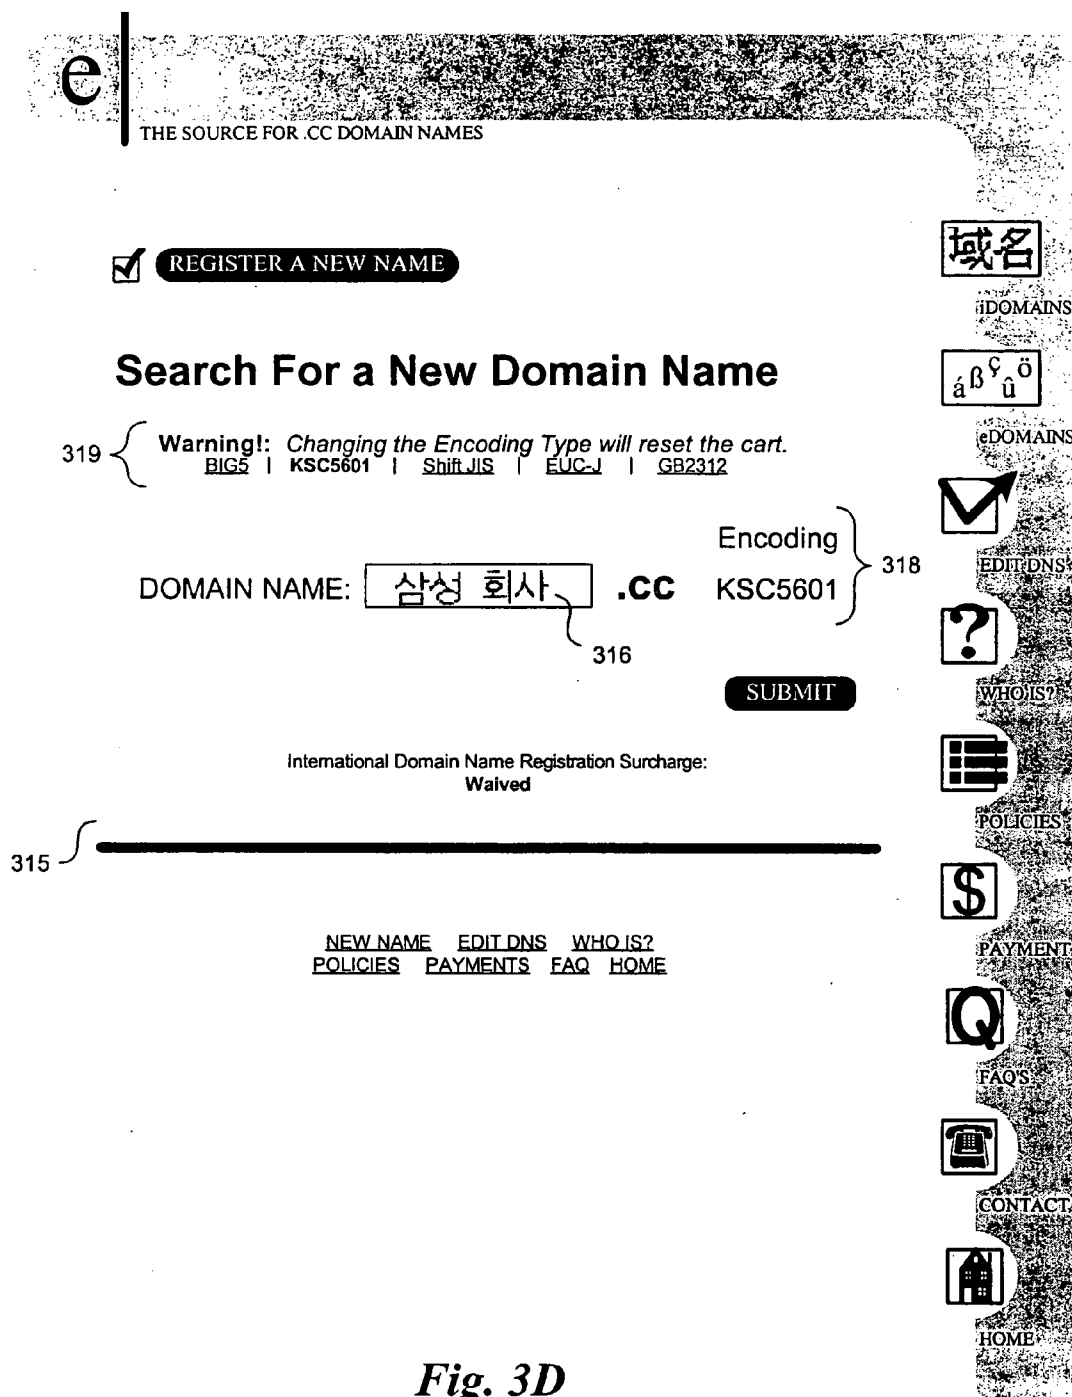 e
THE SOURCE FOR .CC DOMAIN NAMES
域名
REGISTER A NEW NAME
iDOMAINS
Search For a New Domain Name
á ß ç û ö
eDOMAINS
319
Warning!: Changing the Encoding Type will reset the cart.
BIG5 | KSC5601 | Shift JIS | EUC-J | GB2312
Encoding
318
EDIT DNS
DOMAIN NAME: 삼성 회사 .cc KSC5601
316
?
SUBMIT
WHO IS?
International Domain Name Registration Surcharge:
Waived
POLICIES
315
$
NEW NAME EDIT DNS WHO IS?
PAYMENT
POLICIES PAYMENTS FAQ HOME
Q
FAQ'S
CONTACT
HOME
Fig. 3D